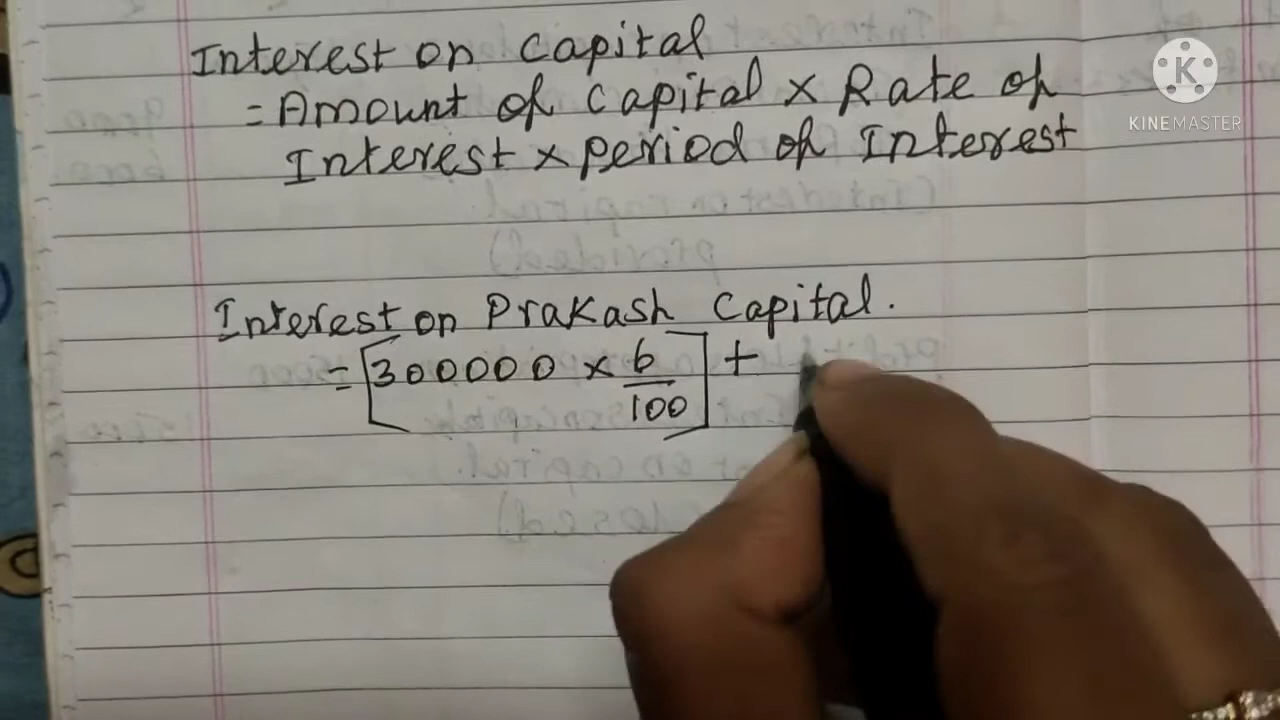 Interest on Capital
= Amount of Capital × Rate of
Interest × period of Interest
K
KINEMASTER
Interest on Prakash Capital.
= [300000 × 6/100] +